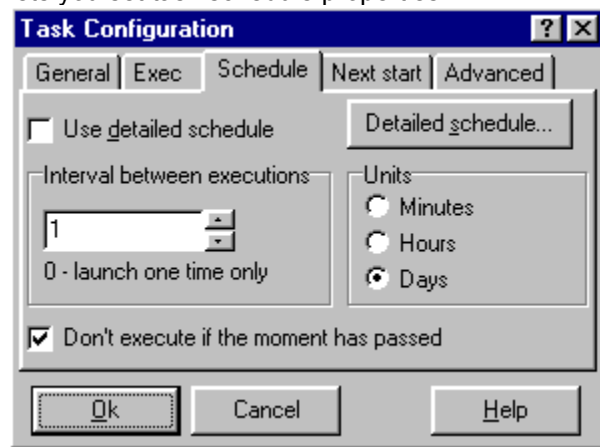 Task Configuration
General Exec Schedule Next start Advanced
Use detailed schedule Detailed schedule...
Interval between executions Units
Minutes
1
Hours
0 - launch one time only
Days
Don't execute if the moment has passed
Ok Cancel Help